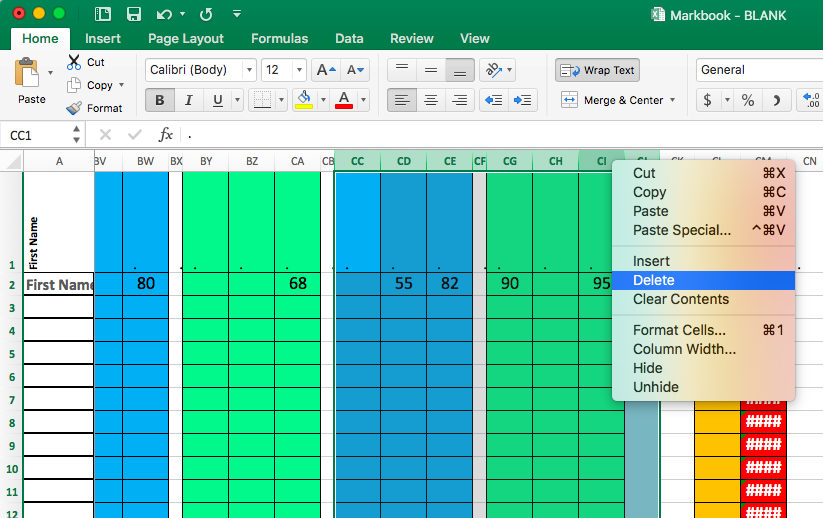 Markbook - BLANK
Home Insert Page Layout Formulas Data Review View
Paste
Cut
Copy
Format
Calibri (Body) 12 A A
B I U A
Wrap Text
Merge & Center
General
$ % .0 .00
CC1 fx .
A BV BW BX BY BZ CA CB CC CD CE CF CG CH CI CM CN
1 First Name . . . . . . . . . . . .
2 First Name 80 68 55 82 90 95
3
4
5
6
7
8 ####
9 ####
10 ####
11 ####
12 ####
Cut ⌘X
Copy ⌘C
Paste ⌘V
Paste Special... ^⌘V
Insert
Delete
Clear Contents
Format Cells... ⌘1
Column Width...
Hide
Unhide